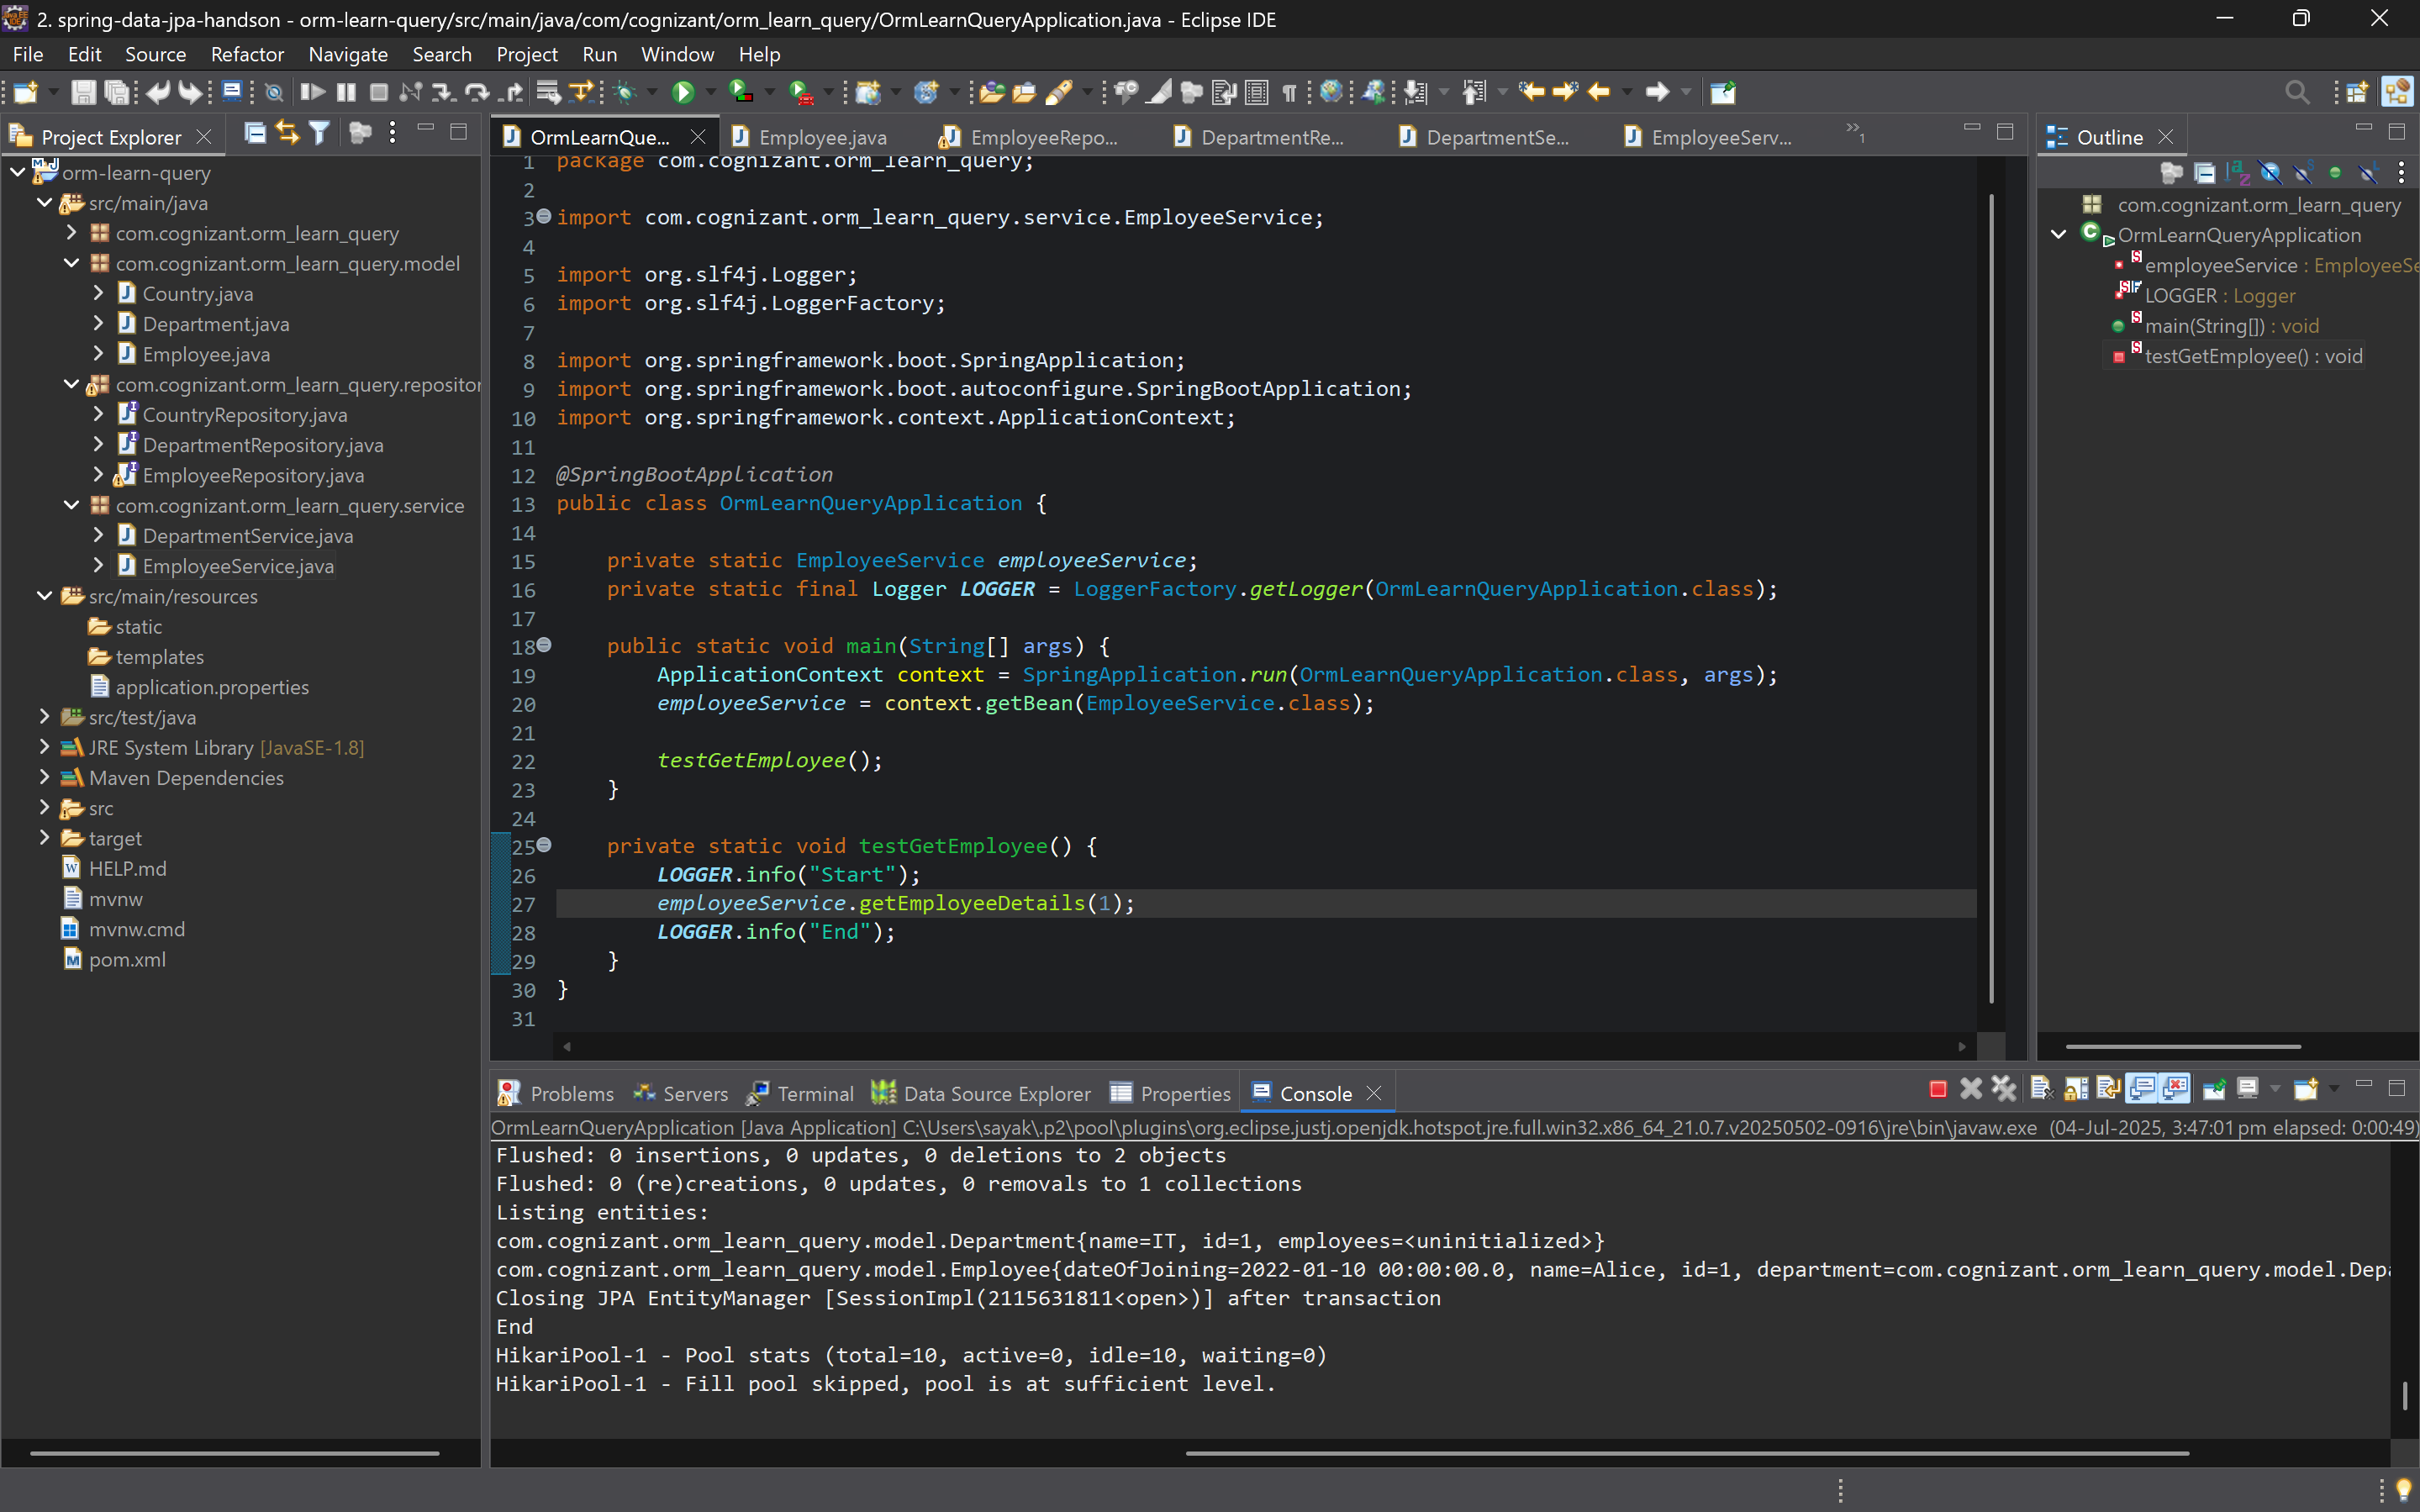 2. spring-data-jpa-handson - orm-learn-query/src/main/java/com/cognizant/orm_learn_query/OrmLearnQueryApplication.java - Eclipse IDE
File Edit Source Refactor Navigate Search Project Run Window Help
Project Explorer
orm-learn-query
src/main/java
com.cognizant.orm_learn_query
com.cognizant.orm_learn_query.model
Country.java
Department.java
Employee.java
com.cognizant.orm_learn_query.repositor
CountryRepository.java
DepartmentRepository.java
EmployeeRepository.java
com.cognizant.orm_learn_query.service
DepartmentService.java
EmployeeService.java
src/main/resources
static
templates
application.properties
src/test/java
JRE System Library [JavaSE-1.8]
Maven Dependencies
src
target
HELP.md
mvnw
mvnw.cmd
pom.xml
OrmLearnQue... Employee.java EmployeeRepo... DepartmentRe... DepartmentSe... EmployeeServ... »1
1 package com.cognizant.orm_learn_query;
2
3 import com.cognizant.orm_learn_query.service.EmployeeService;
4
5 import org.slf4j.Logger;
6 import org.slf4j.LoggerFactory;
7
8 import org.springframework.boot.SpringApplication;
9 import org.springframework.boot.autoconfigure.SpringBootApplication;
10 import org.springframework.context.ApplicationContext;
11
12 @SpringBootApplication
13 public class OrmLearnQueryApplication {
14
15 private static EmployeeService employeeService;
16 private static final Logger LOGGER = LoggerFactory.getLogger(OrmLearnQueryApplication.class);
17
18 public static void main(String[] args) {
19 ApplicationContext context = SpringApplication.run(OrmLearnQueryApplication.class, args);
20 employeeService = context.getBean(EmployeeService.class);
21
22 testGetEmployee();
23 }
24
25 private static void testGetEmployee() {
26 LOGGER.info("Start");
27 employeeService.getEmployeeDetails(1);
28 LOGGER.info("End");
29 }
30 }
31
Outline
com.cognizant.orm_learn_query
OrmLearnQueryApplication
employeeService : EmployeeSe
LOGGER : Logger
main(String[]) : void
testGetEmployee() : void
Problems Servers Terminal Data Source Explorer Properties Console
OrmLearnQueryApplication [Java Application] C:\Users\sayak\.p2\pool\plugins\org.eclipse.justj.openjdk.hotspot.jre.full.win32.x86_64_21.0.7.v20250502-0916\jre\bin\javaw.exe (04-Jul-2025, 3:47:01 pm elapsed: 0:00:49)
Flushed: 0 insertions, 0 updates, 0 deletions to 2 objects
Flushed: 0 (re)creations, 0 updates, 0 removals to 1 collections
Listing entities:
com.cognizant.orm_learn_query.model.Department{name=IT, id=1, employees=<uninitialized>}
com.cognizant.orm_learn_query.model.Employee{dateOfJoining=2022-01-10 00:00:00.0, name=Alice, id=1, department=com.cognizant.orm_learn_query.model.Depa
Closing JPA EntityManager [SessionImpl(2115631811<open>)] after transaction
End
HikariPool-1 - Pool stats (total=10, active=0, idle=10, waiting=0)
HikariPool-1 - Fill pool skipped, pool is at sufficient level.